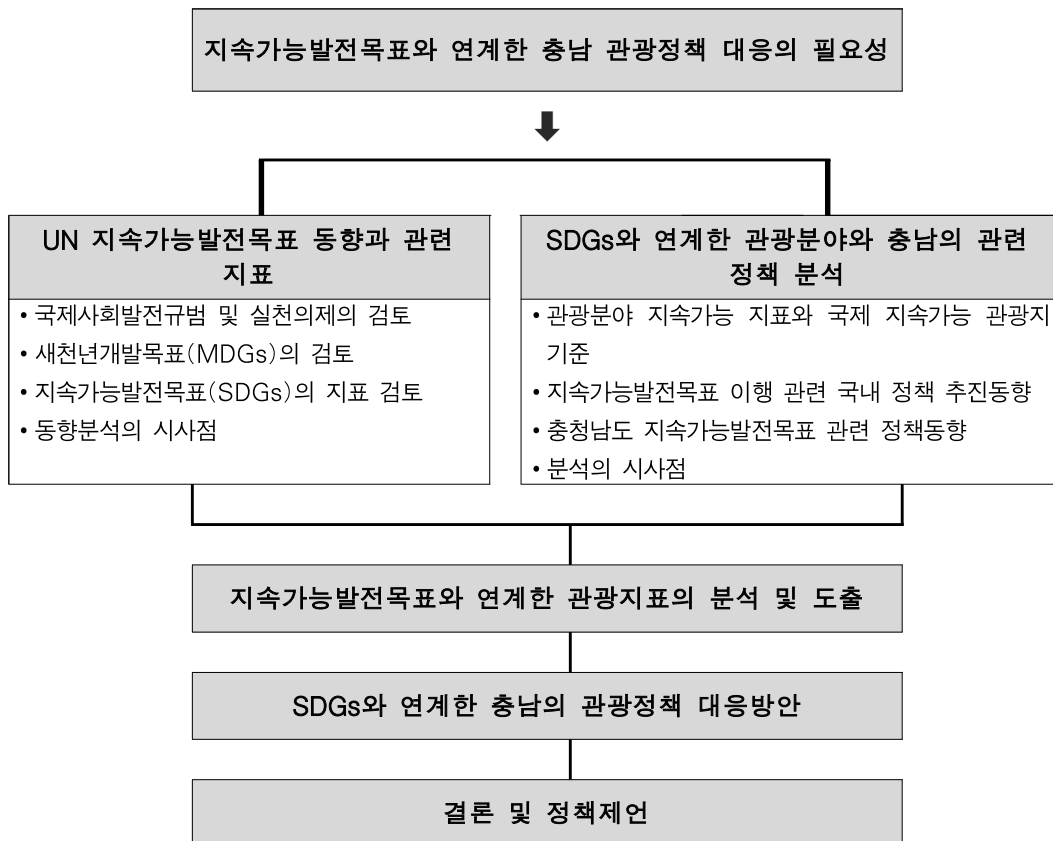 지속가능발전목표와 연계한 충남 관광정책 대응의 필요성
UN 지속가능발전목표 동향과 관련
지표
• 국제사회발전규범 및 실천의제의 검토
• 새천년개발목표(MDGs)의 검토
• 지속가능발전목표(SDGs)의 지표 검토
• 동향분석의 시사점
SDGs와 연계한 관광분야와 충남의 관련
정책 분석
• 관광분야 지속가능 지표와 국제 지속가능 관광지
기준
• 지속가능발전목표 이행 관련 국내 정책 추진동향
• 충청남도 지속가능발전목표 관련 정책동향
• 분석의 시사점
지속가능발전목표와 연계한 관광지표의 분석 및 도출
SDGs와 연계한 충남의 관광정책 대응방안
결론 및 정책제언